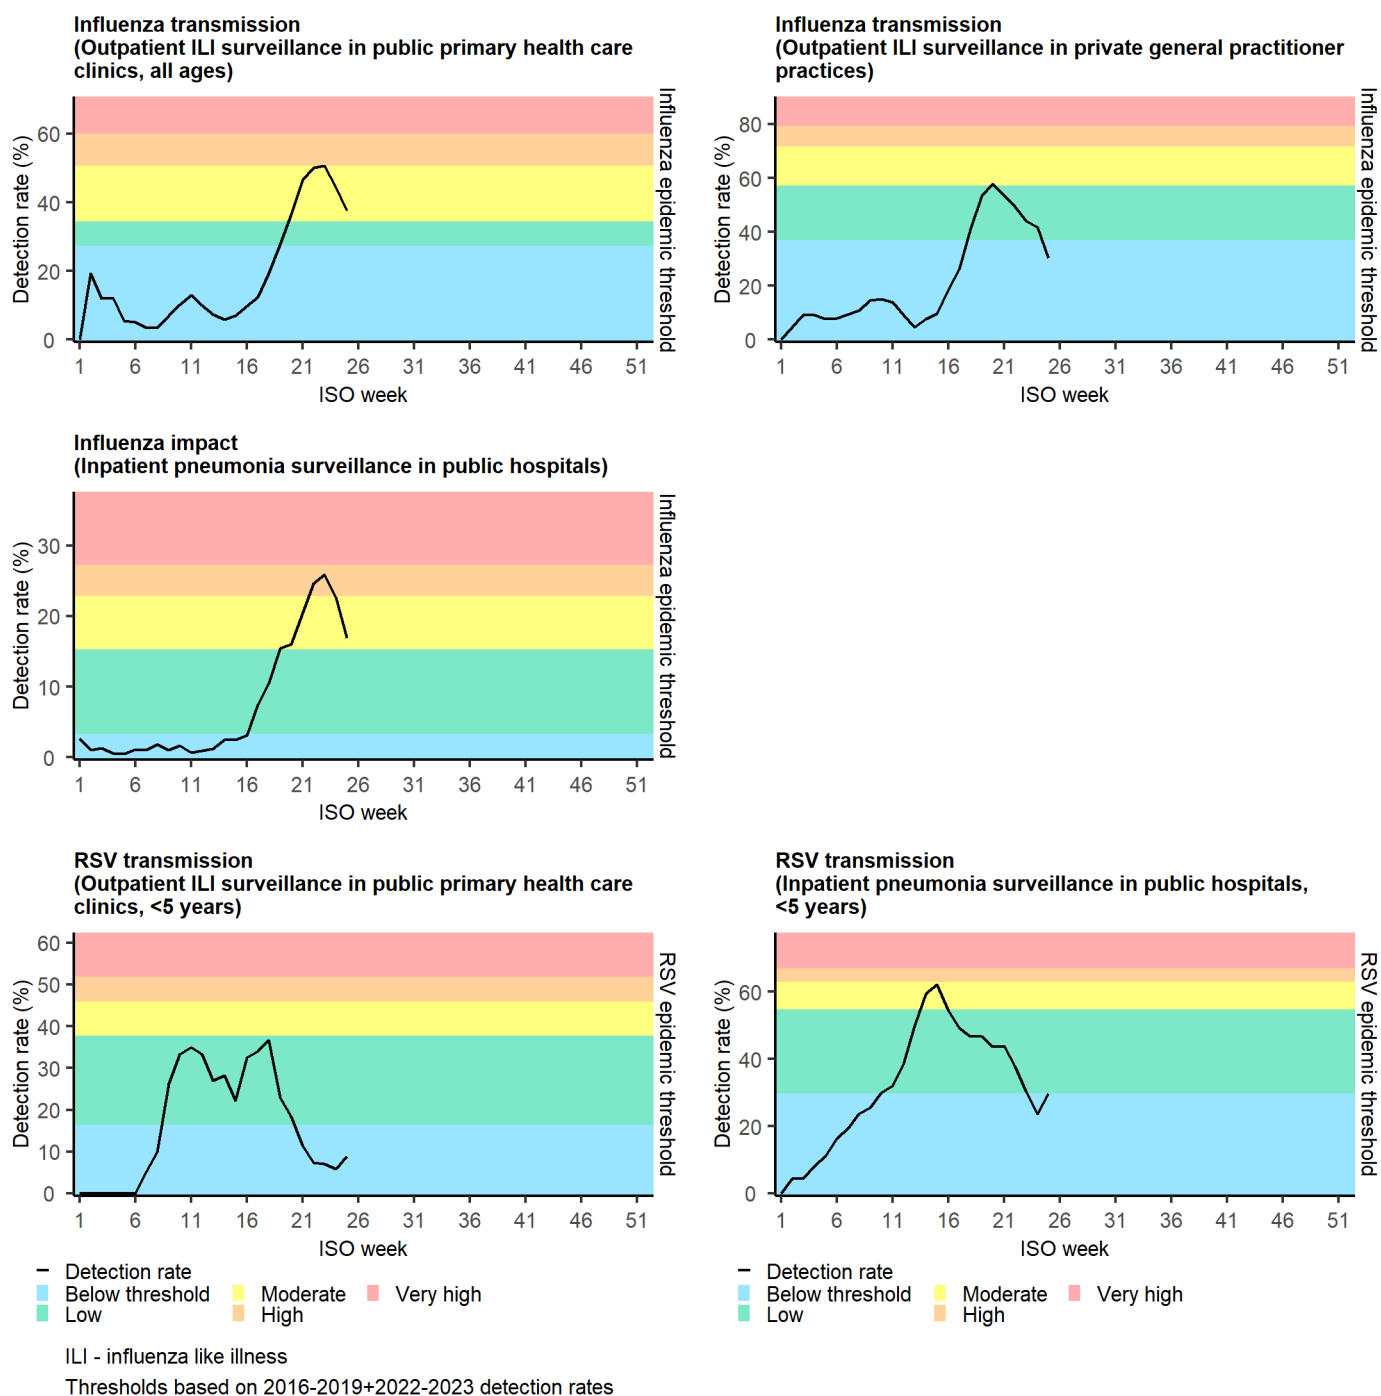 Influenza transmission
(Outpatient ILI surveillance in public primary health care
clinics, all ages)
Detection rate (%)
60
40
20
0
1 6 11 16 21 26 31 36 41 46 51
ISO week
Influenza epidemic threshold
Influenza transmission
(Outpatient ILI surveillance in private general practitioner
practices)
Detection rate (%)
80
60
40
20
0
1 6 11 16 21 26 31 36 41 46 51
ISO week
Influenza epidemic threshold
Influenza impact
(Inpatient pneumonia surveillance in public hospitals)
Detection rate (%)
30
20
10
0
1 6 11 16 21 26 31 36 41 46 51
ISO week
Influenza epidemic threshold
RSV transmission
(Outpatient ILI surveillance in public primary health care
clinics, <5 years)
Detection rate (%)
60
50
40
30
20
10
0
1 6 11 16 21 26 31 36 41 46 51
ISO week
RSV epidemic threshold
RSV transmission
(Inpatient pneumonia surveillance in public hospitals,
<5 years)
Detection rate (%)
60
40
20
0
1 6 11 16 21 26 31 36 41 46 51
ISO week
RSV epidemic threshold
Detection rate
Below threshold Moderate Very high
Low High
Detection rate
Below threshold Moderate Very high
Low High
ILI - influenza like illness
Thresholds based on 2016-2019+2022-2023 detection rates